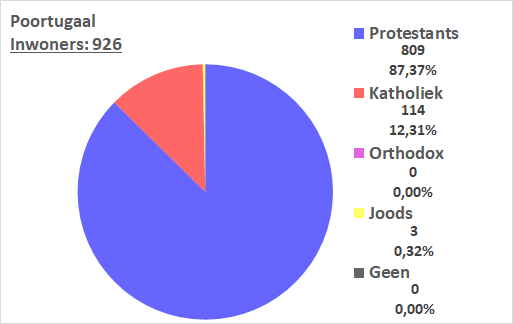 Poortugaal
Inwoners: 926
Protestants
809
87,37%
Katholiek
114
12,31%
Orthodox
0
0,00%
Joods
3
0,32%
Geen
0
0,00%